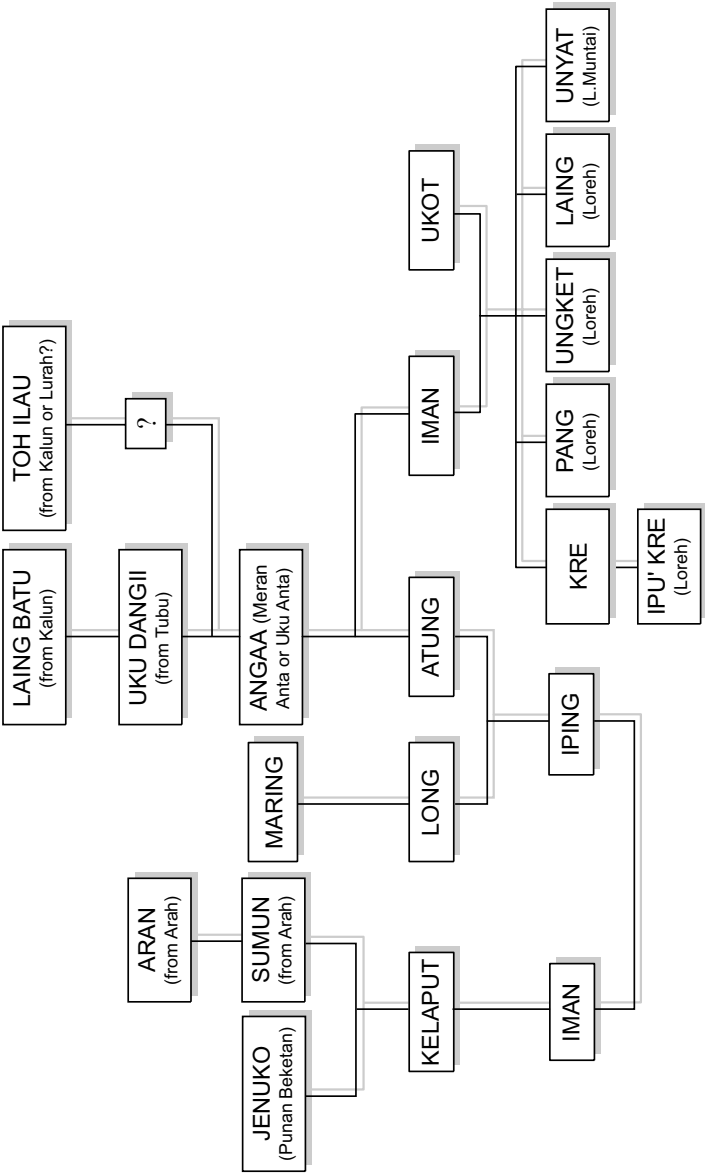 LAING BATU
(from Kalun)
TOH ILAU
(from Kalun or Lurah?)
ARAN
(from Arah)
UKU DANGII
(from Tubu)
?
JENUKO
(Punan Beketan)
SUMUN
(from Arah)
MARING
ANGAA (Meran
Anta or Uku Anta)
KELAPUT
LONG
ATUNG
IMAN
UKOT
IMAN
IPING
KRE
PANG
(Loreh)
UNGKET
(Loreh)
LAING
(Loreh)
UNYAT
(L.Muntai)
IPU' KRE
(Loreh)